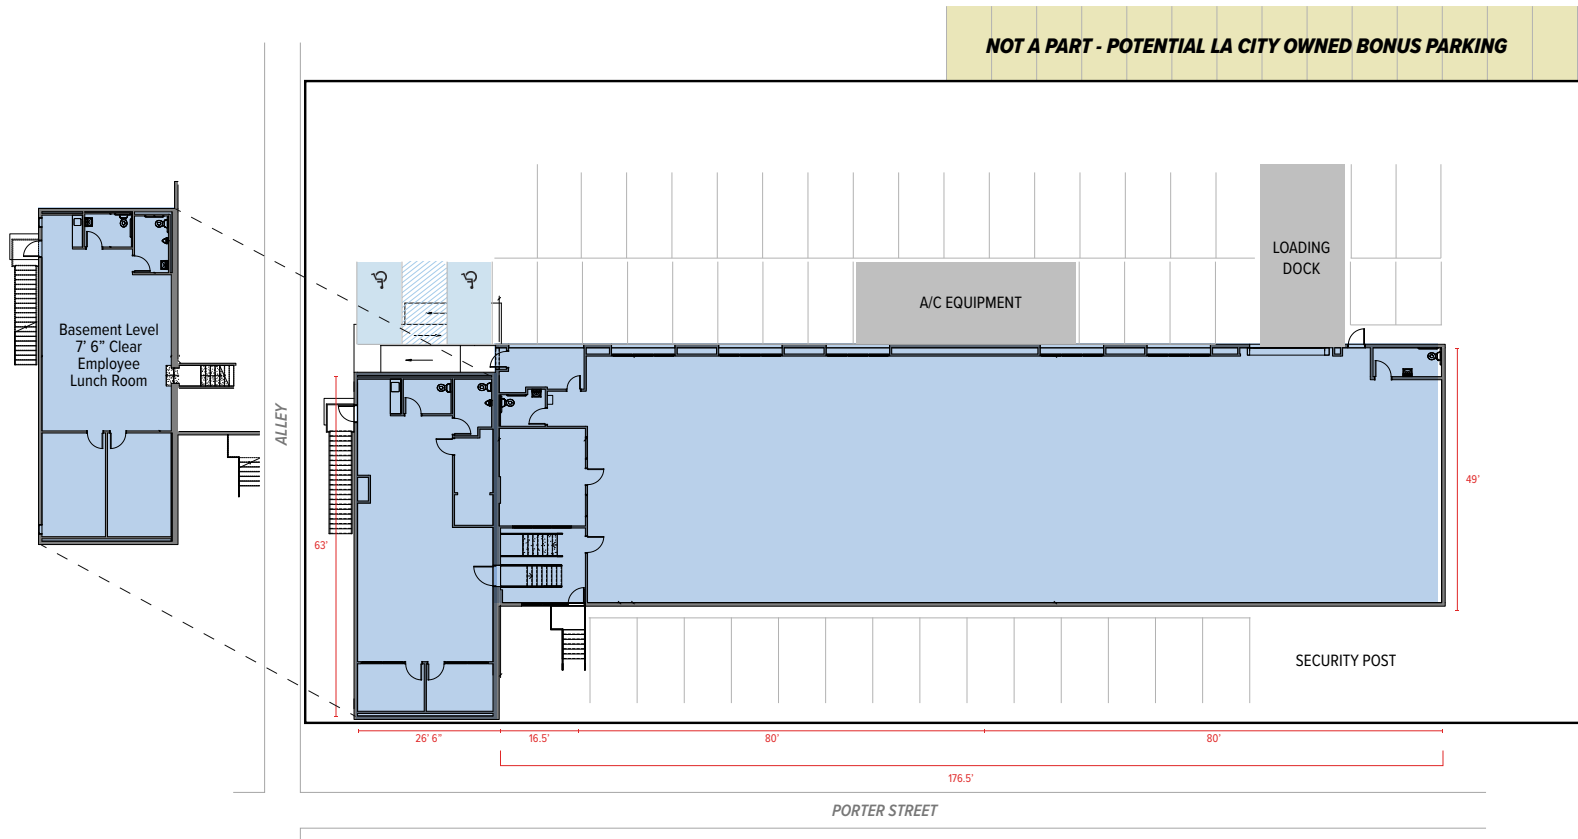 NOT A PART - POTENTIAL LA CITY OWNED BONUS PARKING
LOADING
DOCK
A/C EQUIPMENT
Basement Level
7’ 6” Clear
Employee
Lunch Room
ALLEY
49’
63’
SECURITY POST
26’ 6”
16.5’
80’
80’
176.5’
PORTER STREET